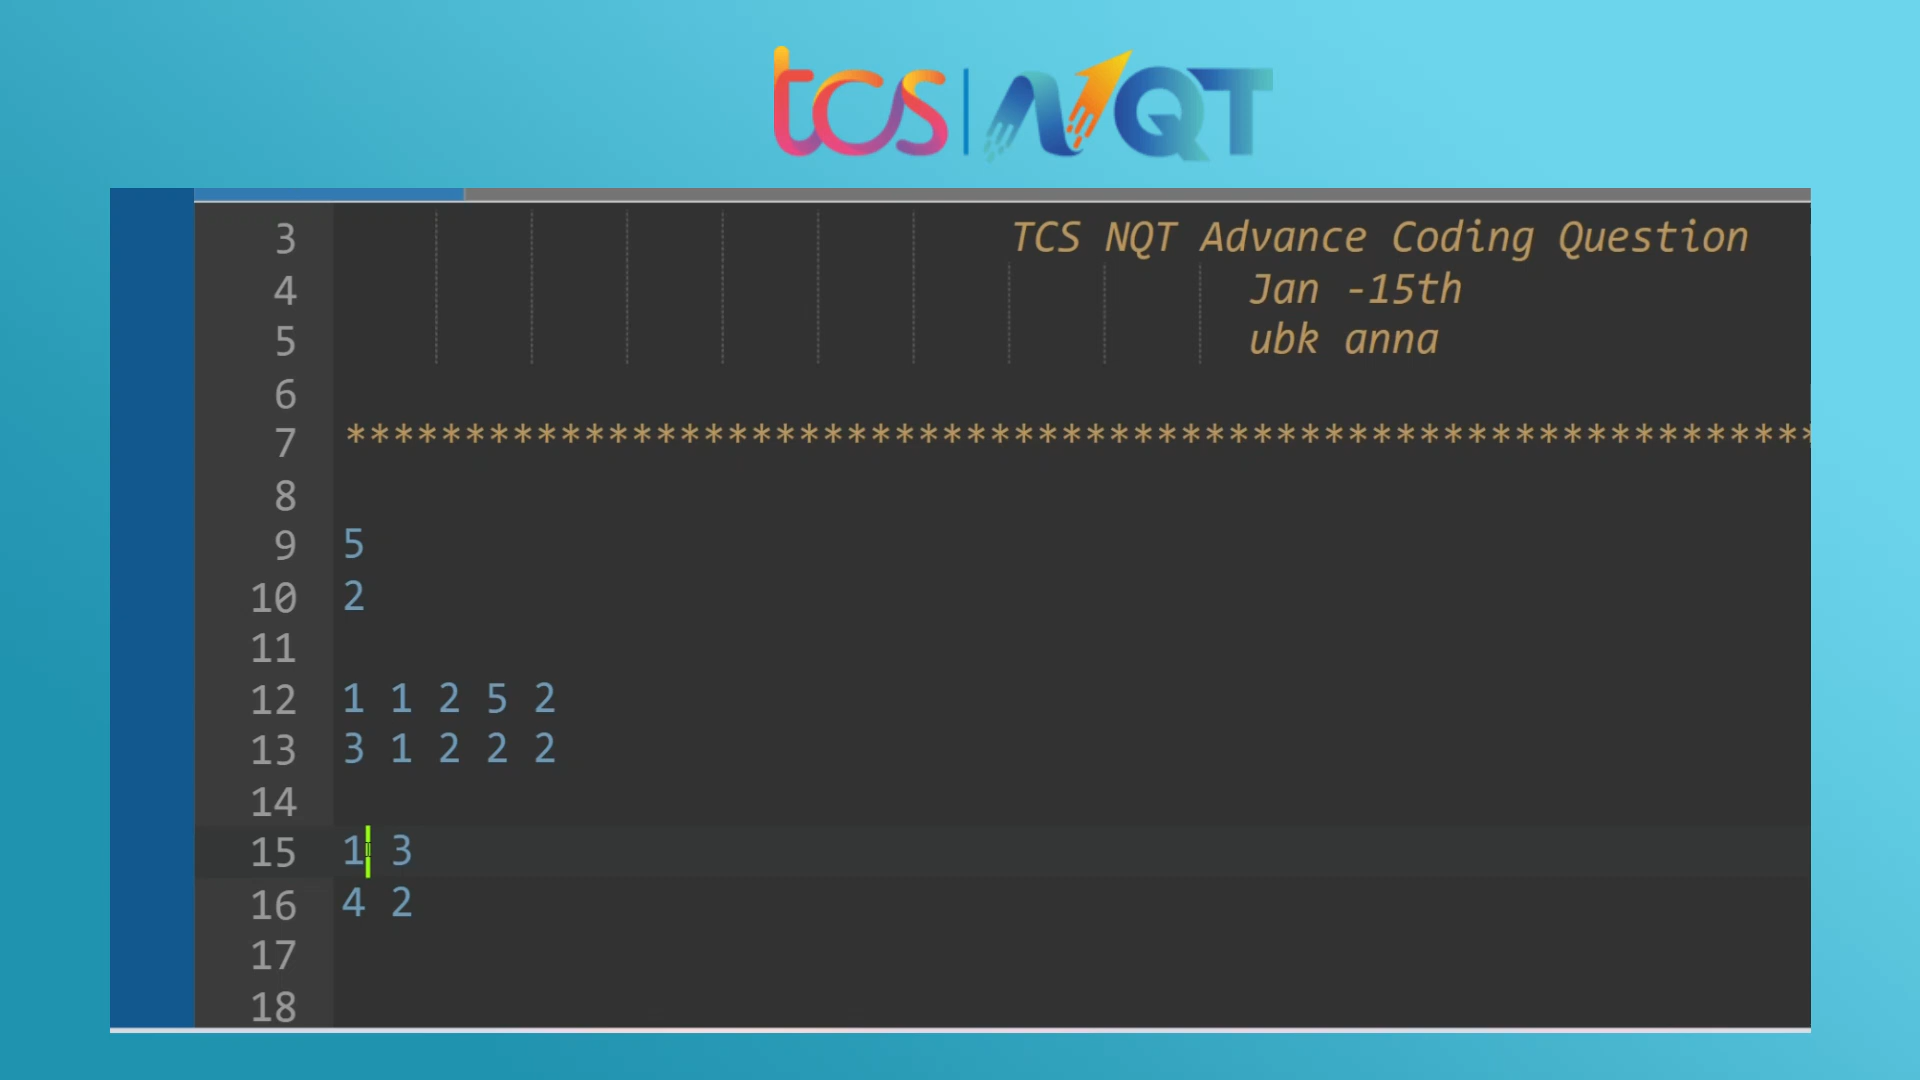 tcs | NQT
3 TCS NQT Advance Coding Question
4 Jan -15th
5 ubk anna
6
7 *************************************************************
8
9 5
10 2
11
12 1 1 2 5 2
13 3 1 2 2 2
14
15 1 3
16 4 2
17
18